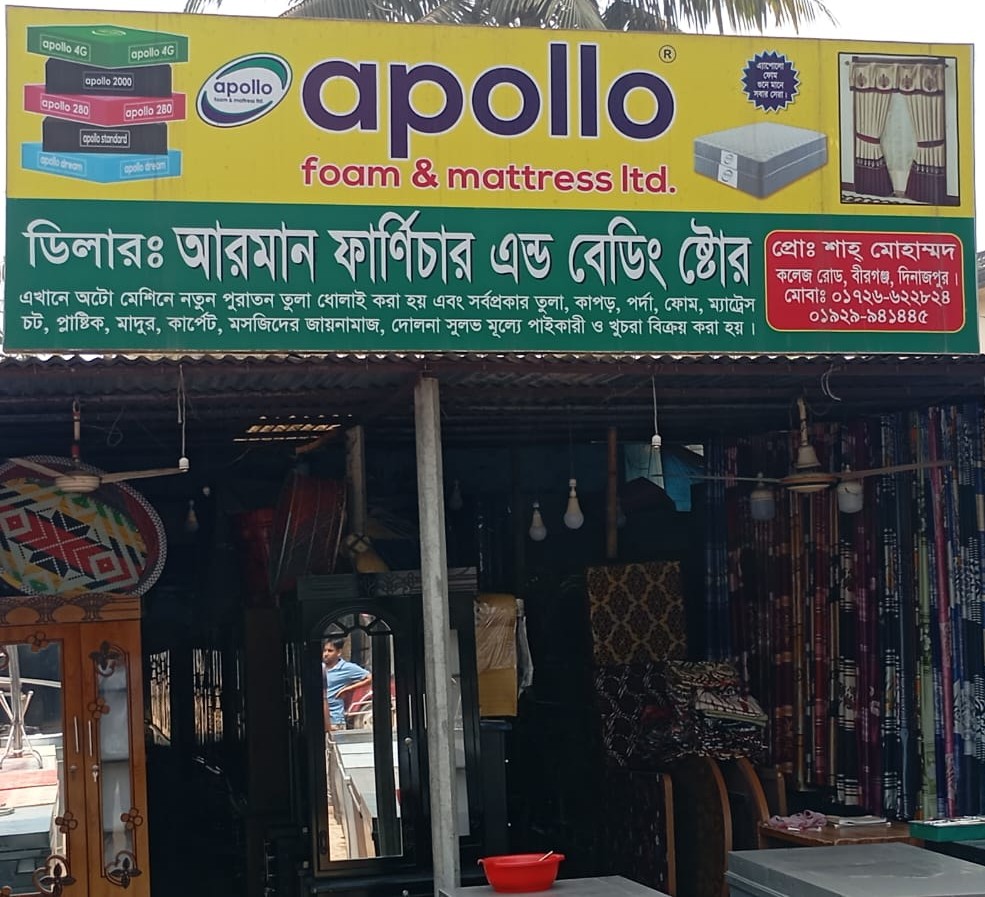 apollo 4G apollo 4G
apollo 2000
apollo 280 apollo 280
apollo standard
apollo dream apollo dream
apollo
foam & mattress ltd.
apollo®
foam & mattress ltd.
এ্যাপোলো
ফোম
গুনে মানে
সবার সেরা।
ডিলারঃ আরমান ফার্ণিচার এন্ড বেডিং ষ্টোর
এখানে অটো মেশিনে নতুন পুরাতন তুলা ধোলাই করা হয় এবং সর্বপ্রকার তুলা, কাপড়, পর্দা, ফোম, ম্যাট্রেস
চট, প্লাষ্টিক, মাদুর, কার্পেট, মসজিদের জায়নামাজ, দোলনা সুলভ মূল্যে পাইকারী ও খুচরা বিক্রয় করা হয়।
প্রোঃ শাহ্ মোহাম্মদ
কলেজ রোড, বীরগঞ্জ, দিনাজপুর।
মোবাঃ ০১৭২৬-৬২২৮২৪
০১৯২৯-৯৪১৪৪৫